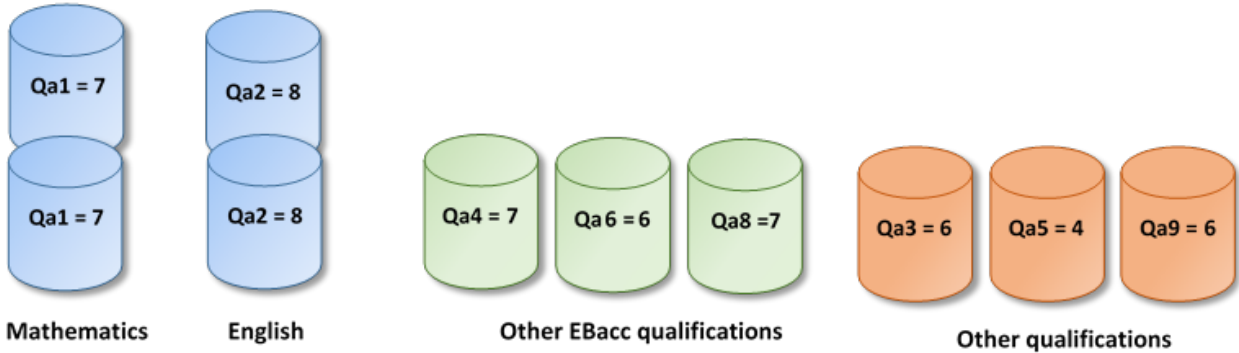 Qa1 = 7
Qa2 = 8
Qa1 = 7
Qa2 = 8
Qa4 = 7
Qa6 = 6
Qa8 =7
Qa3 = 6
Qa5 = 4
Qa9 = 6
Mathematics
English
Other EBacc qualifications
Other qualifications